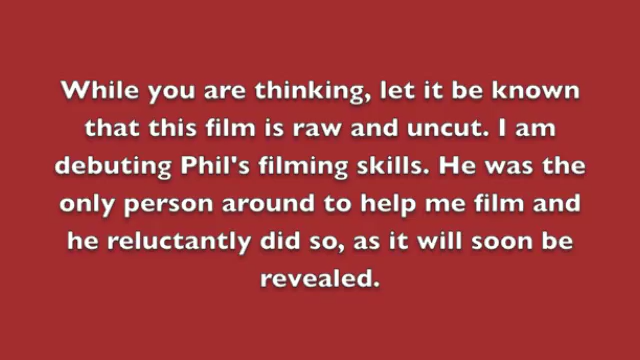 While you are thinking, let it be known
that this film is raw and uncut. I am
debuting Phil's filming skills. He was the
only person around to help me film and
he reluctantly did so, as it will soon be
revealed.